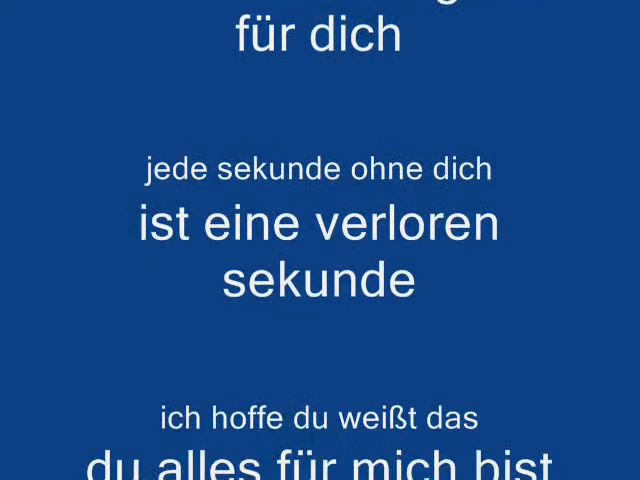 für dich
jede sekunde ohne dich
ist eine verloren
sekunde
ich hoffe du weißt das
du alles für mich bist